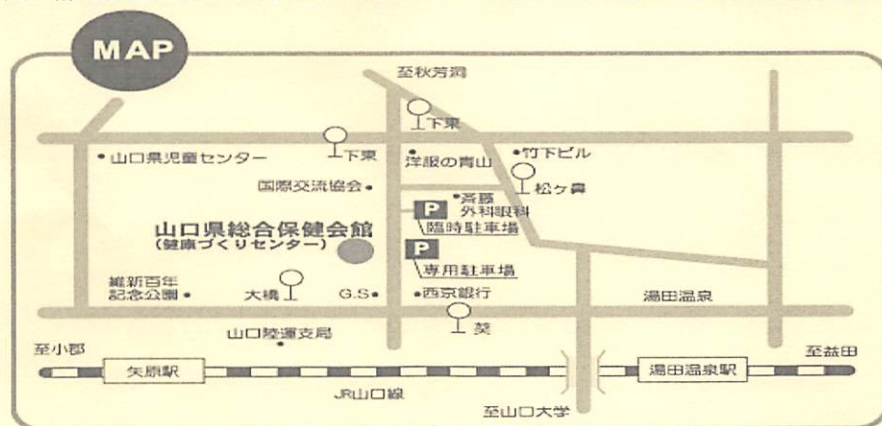 MAP
至秋芳洞
下東
山口県児童センター
下東
洋服の青山
竹下ビル
国際交流協会
松ヶ鼻
斉藤
外科眼科
P
臨時駐車場
山口県総合保健会館
(健康づくりセンター)
P
専用駐車場
維新百年
記念公園
大橋
G.S
西京銀行
湯田温泉
葵
山口陸運支局
至小郡
至益田
矢原駅
湯田温泉駅
JR山口線
至山口大学